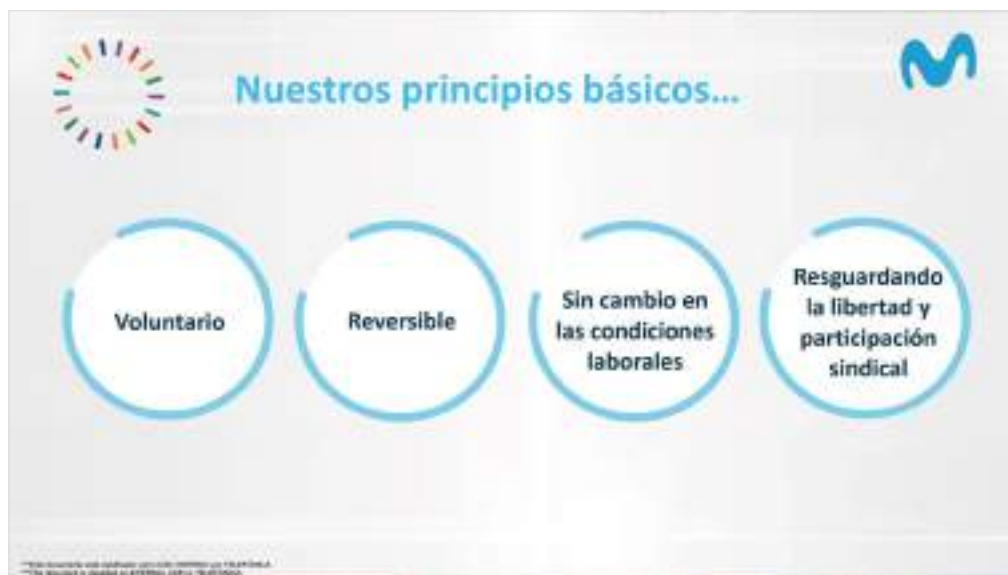 Nuestros principios básicos...
Voluntario
Reversible
Sin cambio en
las condiciones
laborales
Resguardando
la libertad y
participación
sindical